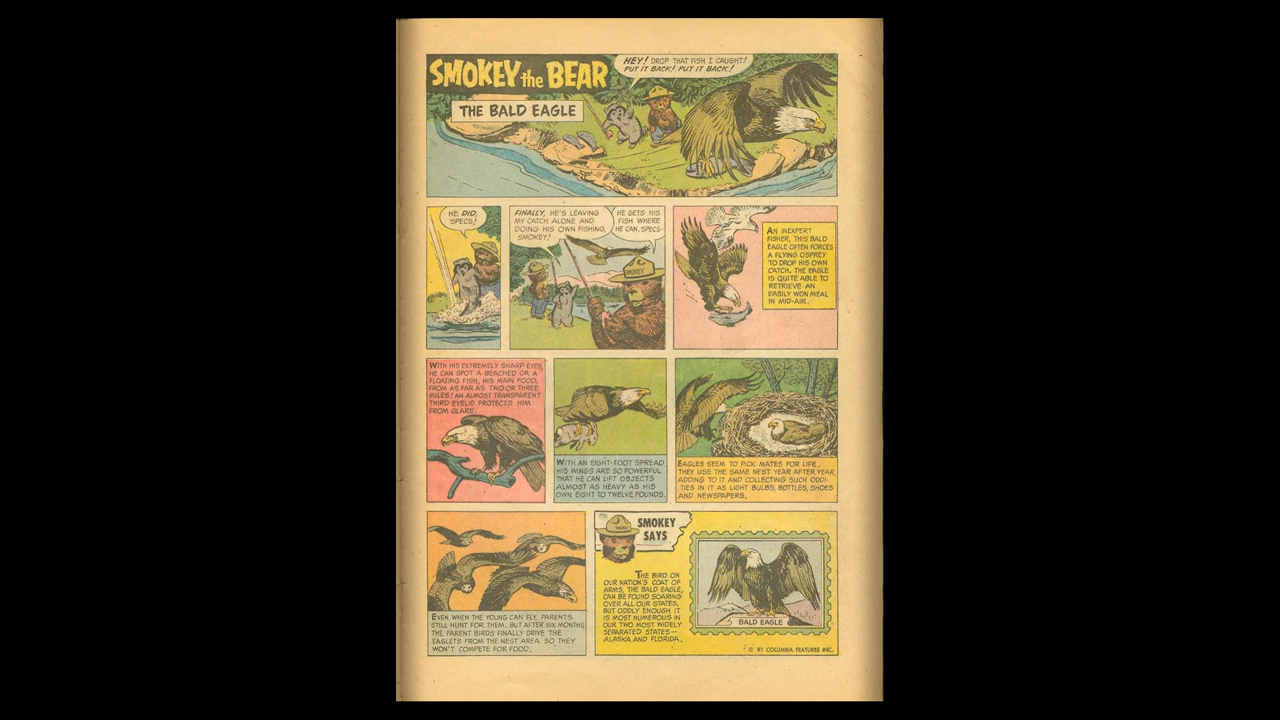 SMOKEY the BEAR
HEY! DROP THAT FISH I CAUGHT!
PUT IT BACK! PUT IT BACK!
THE BALD EAGLE
HE DID,
SPECS!
FINALLY, HE'S LEAVING
MY CATCH ALONE AND
DOING HIS OWN FISHING,
SMOKEY!
HE GETS HIS
FISH WHERE
HE CAN, SPECS-
SMOKEY
AN INEXPERT
FISHER, THIS BALD
EAGLE OFTEN FORCES
A FLYING OSPREY
TO DROP HIS OWN
CATCH. THE EAGLE
IS QUITE ABLE TO
RETRIEVE AN
EASILY WON MEAL
IN MID-AIR.
WITH HIS EXTREMELY SHARP EYES,
HE CAN SPOT A BEACHED OR A
FLOATING FISH, HIS MAIN FOOD,
FROM AS FAR AS TWO OR THREE
MILES! AN ALMOST TRANSPARENT
THIRD EYELID PROTECTS HIM
FROM GLARE.
WITH AN EIGHT-FOOT SPREAD,
HIS WINGS ARE SO POWERFUL
THAT HE CAN LIFT OBJECTS
ALMOST AS HEAVY AS HIS
OWN EIGHT TO TWELVE POUNDS.
EAGLES SEEM TO PICK MATES FOR LIFE.
THEY USE THE SAME NEST YEAR AFTER YEAR,
ADDING TO IT AND COLLECTING SUCH ODDI-
TIES IN IT AS LIGHT BULBS, BOTTLES, SHOES
AND NEWSPAPERS.
EVEN WHEN THE YOUNG CAN FLY, PARENTS
STILL HUNT FOR THEM. BUT AFTER SIX MONTHS,
THE PARENT BIRDS FINALLY DRIVE THE
EAGLETS FROM THE NEST AREA SO THEY
WON'T COMPETE FOR FOOD.
SMOKEY
SMOKEY
SAYS
THE BIRD ON
OUR NATION'S COAT OF
ARMS, THE BALD EAGLE,
CAN BE FOUND SOARING
OVER ALL OUR STATES,
BUT ODDLY ENOUGH IT
IS MOST NUMEROUS IN
OUR TWO MOST WIDELY
SEPARATED STATES—
ALASKA AND FLORIDA.
BALD EAGLE
© BY COLUMBIA FEATURES INC.